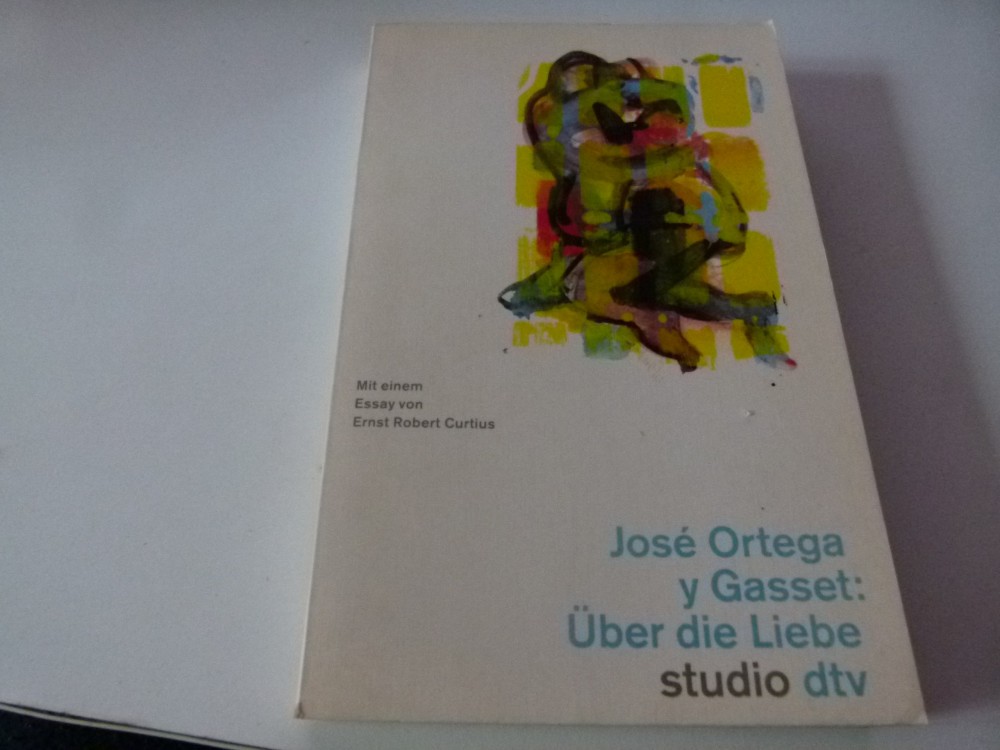 Mit einem
Essay von
Ernst Robert Curtius
José Ortega
y Gasset:
Über die Liebe
studio dtv